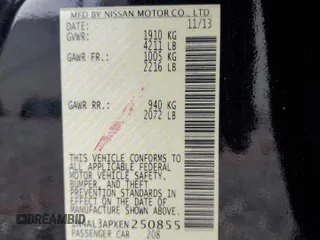 MFD BY NISSAN MOTOR CO., LTD.
DATE: 11/13
GVWR: 1910 KG
4211 LB
GAWR FR.: 1005 KG
2216 LB
GAWR RR.: 940 KG
2072 LB
THIS VEHICLE CONFORMS TO
ALL APPLICABLE FEDERAL
MOTOR VEHICLE SAFETY,
BUMPER, AND THEFT
PREVENTION STANDARDS IN
EFFECT ON THE DATE OF
MANUFACTURE SHOWN ABOVE.
1N4AL3APXEN250855
PASSENGER CAR 208
DREAMBID